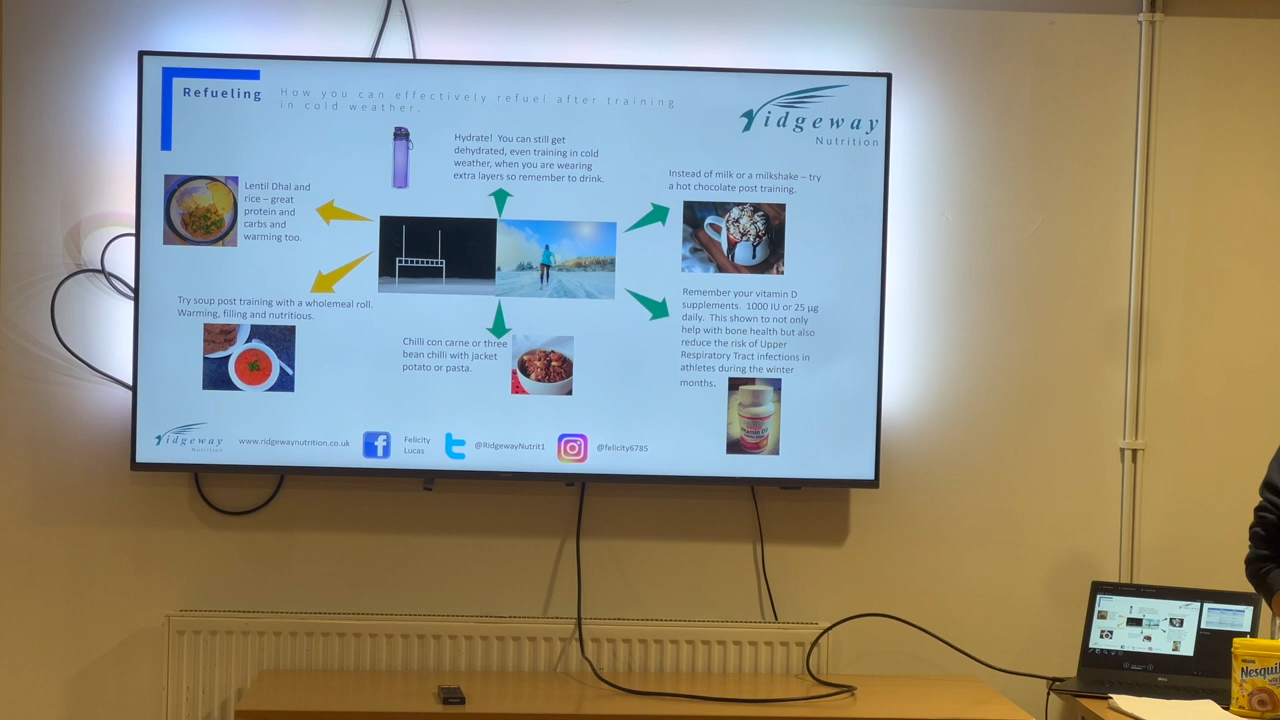 Refueling
How you can effectively refuel after training
in cold weather.
Ridgeway
Nutrition
Hydrate! You can still get
dehydrated, even training in cold
weather, when you are wearing
extra layers so remember to drink.
Instead of milk or a milkshake – try
a hot chocolate post training.
Lentil Dhal and
rice – great
protein and
carbs and
warming too.
Try soup post training with a wholemeal roll.
Warming, filling and nutritious.
Chilli con carne or three
bean chilli with jacket
potato or pasta.
Remember your vitamin D
supplements. 1000 IU or 25 µg
daily. This shown to not only
help with bone health but also
reduce the risk of Upper
Respiratory Tract infections in
athletes during the winter
months.
Vitamin D3
Ridgeway
Nutrition
www.ridgewaynutrition.co.uk
Felicity
Lucas
@RidgewayNutrit1
@felicity6785
DELL
Nestle
Nesqui